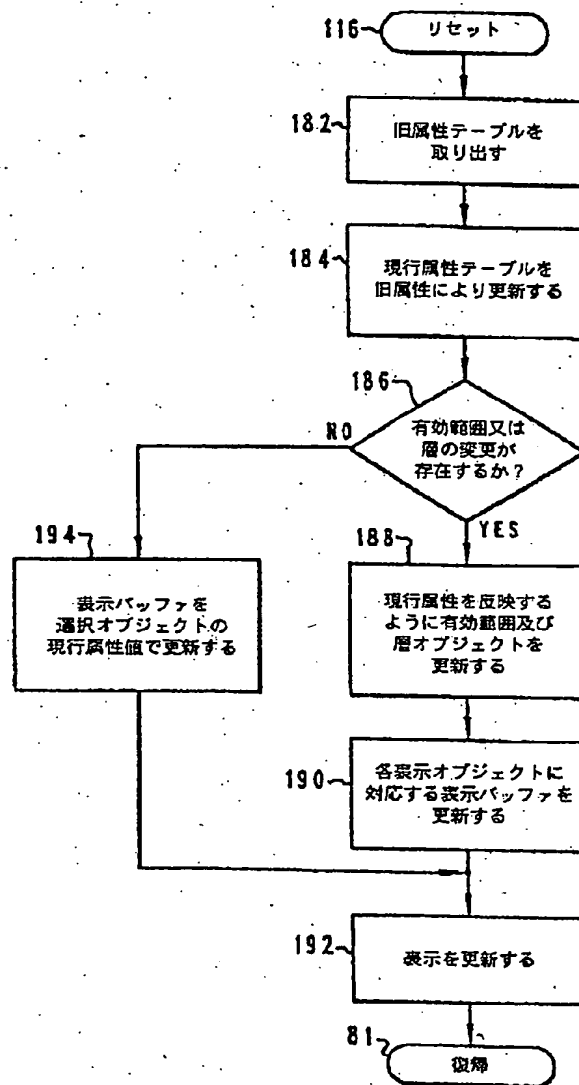 116
リセット
182
旧属性テーブルを
取り出す
184
現行属性テーブルを
旧属性により更新する
186
有効範囲又は
層の変更が
存在するか？
NO
YES
194
表示バッファを
選択オブジェクトの
現行属性値で更新する
188
現行属性を反映する
ように有効範囲及び
層オブジェクトを
更新する
190
各表示オブジェクトに
対応する表示バッファを
更新する
192
表示を更新する
81
復帰